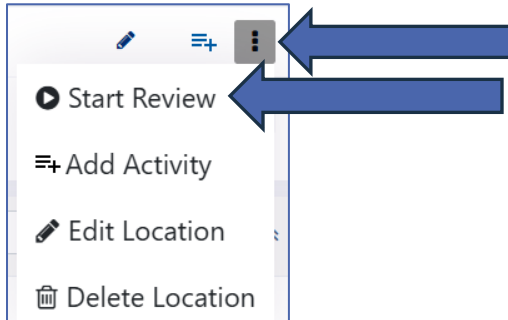 Start Review
Add Activity
Edit Location
Delete Location